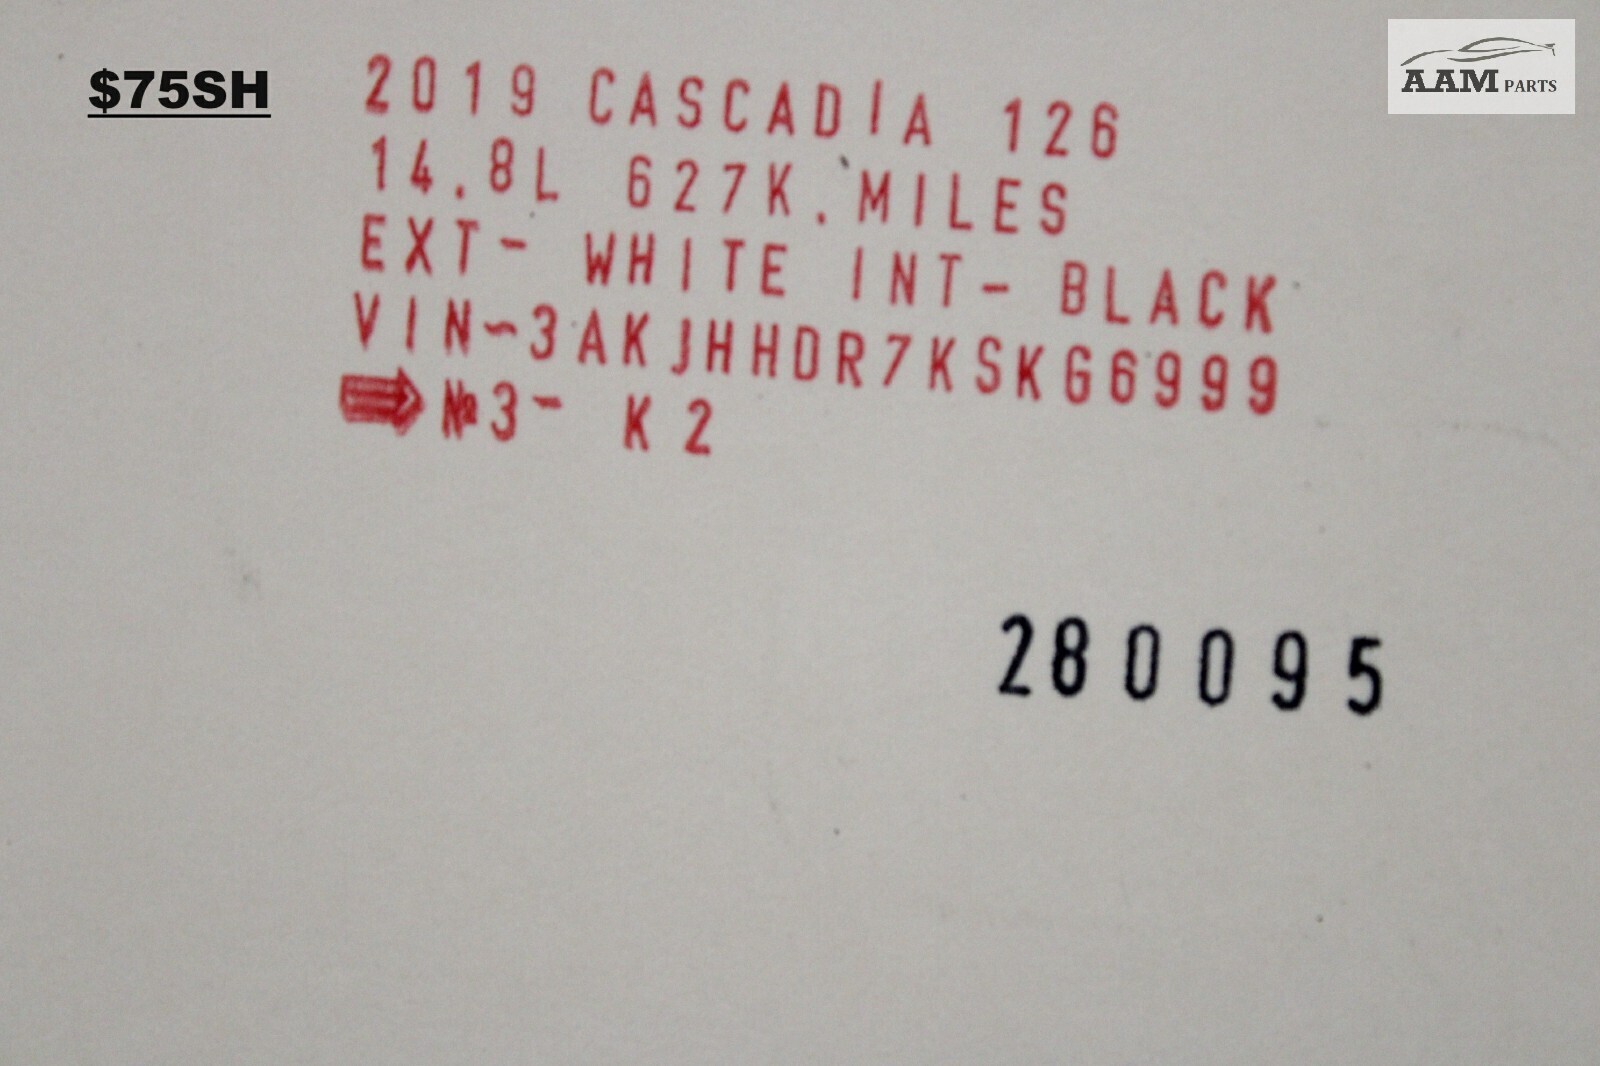 $75SH
2019 CASCADIA 126
14.8L 627K.MILES
EXT- WHITE INT- BLACK
VIN-3AKJHHDR7KSKG6999
№3- K2
280095
AAM PARTS